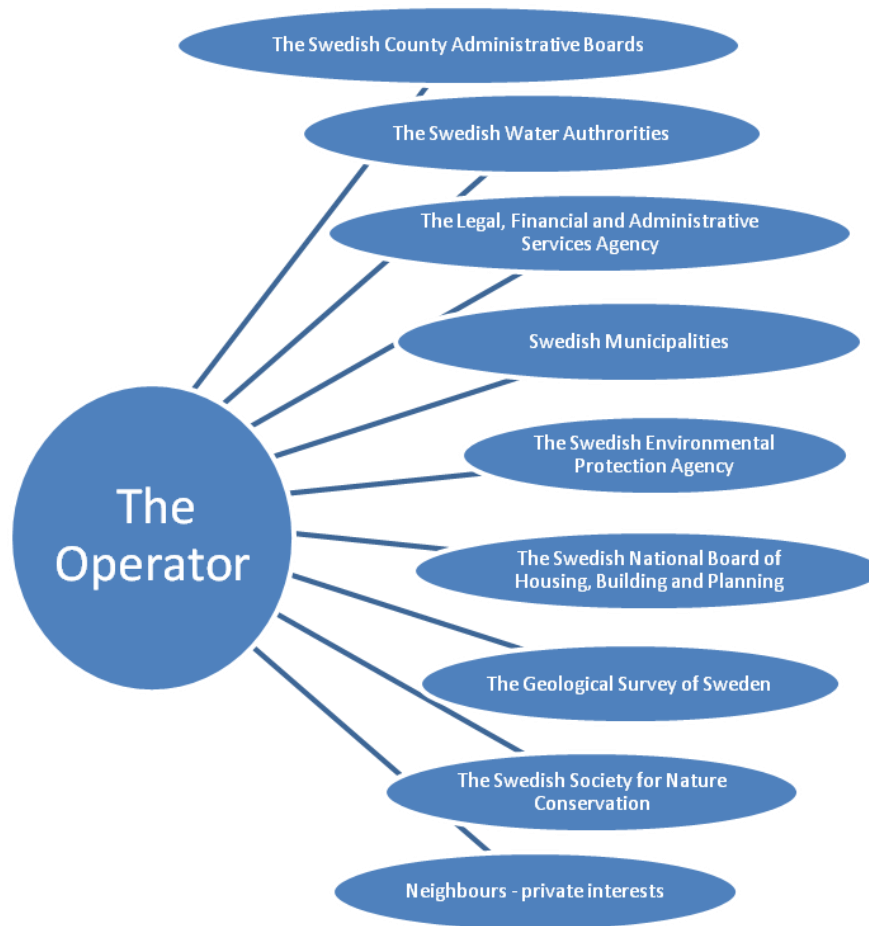 The Swedish County Administrative Boards
The Swedish Water Authrorities
The Legal, Financial and Administrative
Services Agency
Swedish Municipalities
The Swedish Environmental
Protection Agency
The
Operator
The Swedish National Board of
Housing, Building and Planning
The Geological Survey of Sweden
The Swedish Society for Nature
Conservation
Neighbours - private interests